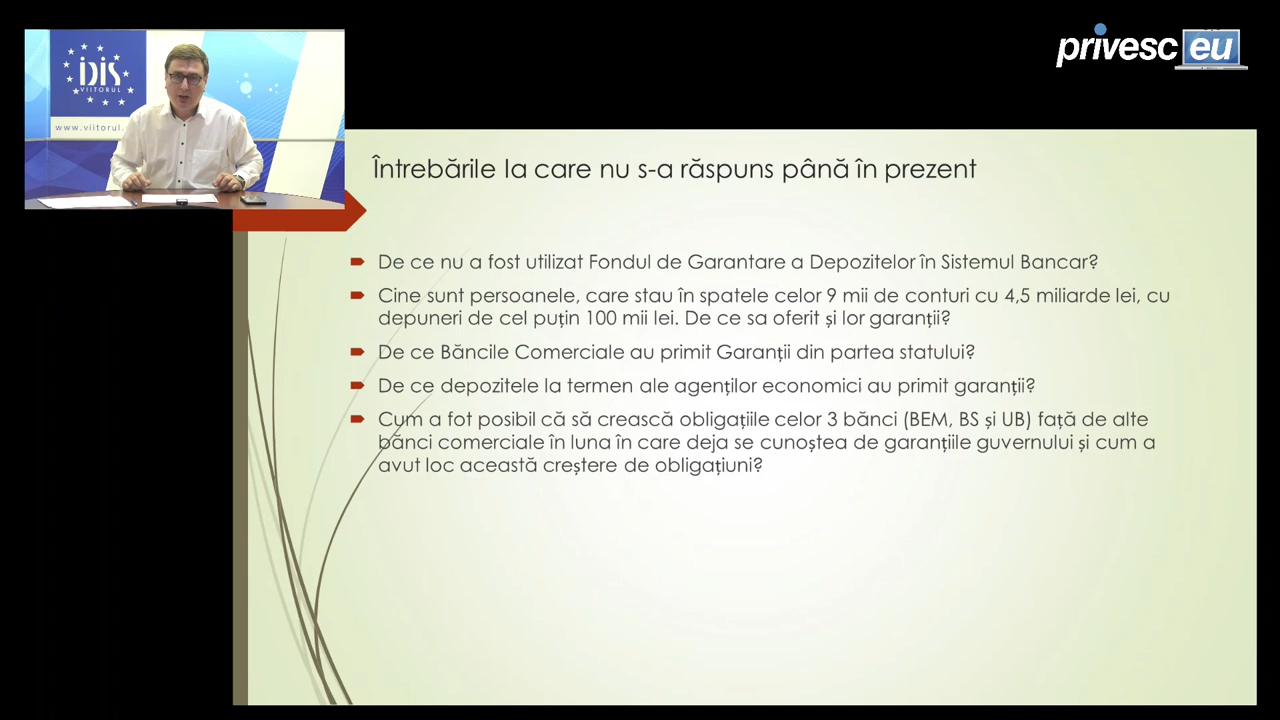 privesc eu
IDIS
VIITORUL
www.viitorul.
Întrebările la care nu s-a răspuns până în prezent
De ce nu a fost utilizat Fondul de Garantare a Depozitelor în Sistemul Bancar?
Cine sunt persoanele, care stau în spatele celor 9 mii de conturi cu 4,5 miliarde lei, cu
depuneri de cel puțin 100 mii lei. De ce sa oferit și lor garanții?
De ce Băncile Comerciale au primit Garanții din partea statului?
De ce depozitele la termen ale agenților economici au primit garanții?
Cum a fot posibil că să crească obligațiile celor 3 bănci (BEM, BS și UB) față de alte
bănci comerciale în luna în care deja se cunoștea de garanțiile guvernului și cum a
avut loc această creștere de obligațiuni?